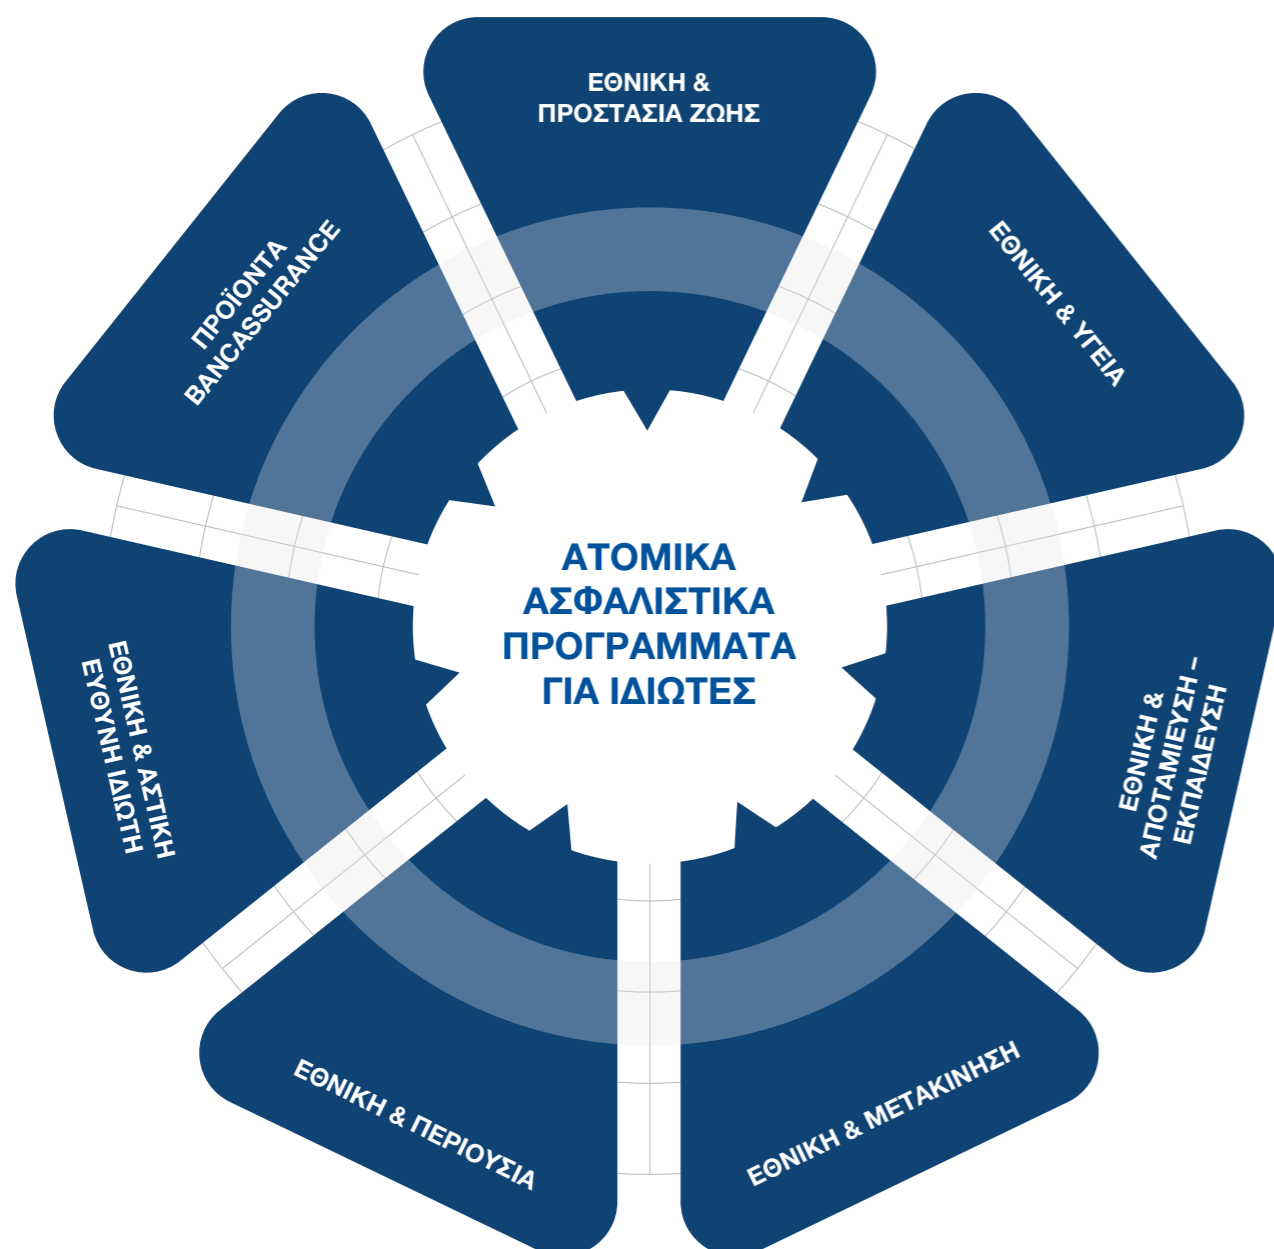 ΕΘΝΙΚΗ &
ΠΡΟΣΤΑΣΙΑ ΖΩΗΣ
ΕΘΝΙΚΗ & ΥΓΕΙΑ
ΕΘΝΙΚΗ &
ΑΠΟΤΑΜΙΕΥΣΗ –
ΕΚΠΑΙΔΕΥΣΗ
ΕΘΝΙΚΗ & ΜΕΤΑΚΙΝΗΣΗ
ΕΘΝΙΚΗ & ΠΕΡΙΟΥΣΙΑ
ΕΘΝΙΚΗ & ΑΣΤΙΚΗ
ΕΥΘΥΝΗ ΙΔΙΩΤΗ
ΠΡΟΪΟΝΤΑ
BANCASSURANCE
ΑΤΟΜΙΚΑ
ΑΣΦΑΛΙΣΤΙΚΑ
ΠΡΟΓΡΑΜΜΑΤΑ
ΓΙΑ ΙΔΙΩΤΕΣ